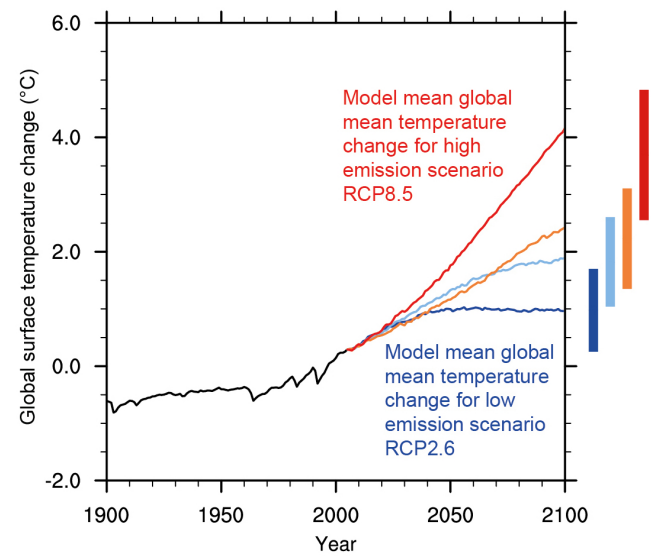 6.0
4.0
2.0
0.0
-2.0
Global surface temperature change (°C)
Model mean global
mean temperature
change for high
emission scenario
RCP8.5
Model mean global
mean temperature
change for low
emission scenario
RCP2.6
1900 1950 2000 2050 2100
Year